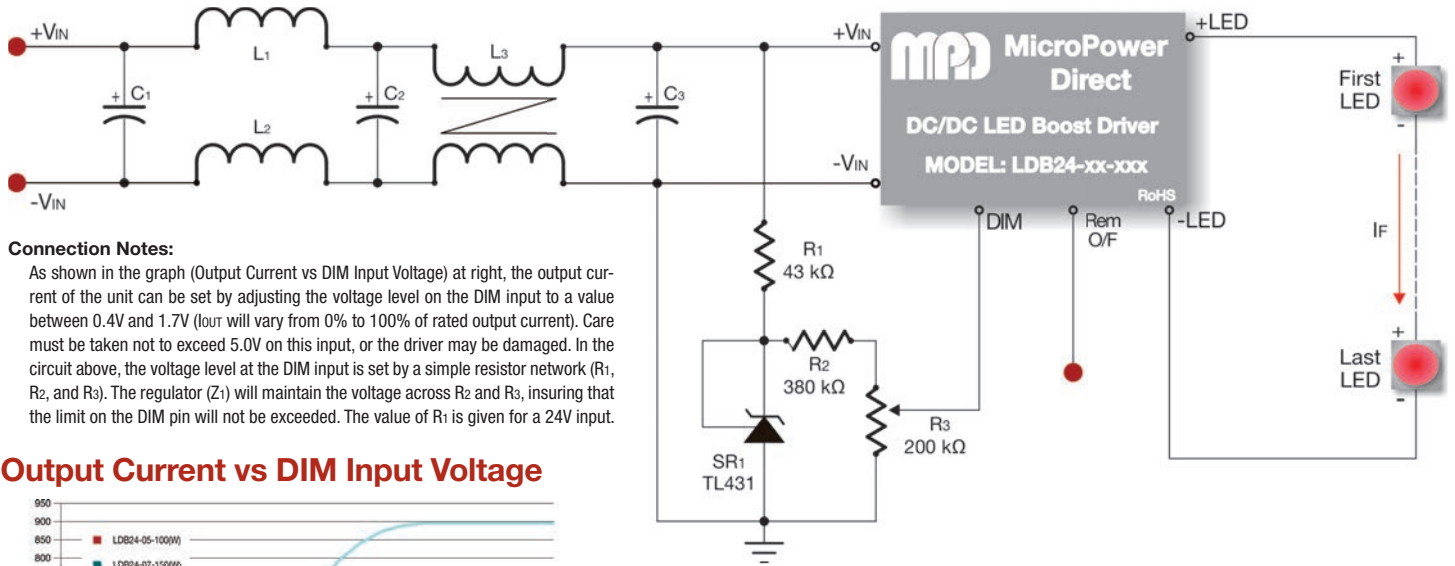 +VIN
L1
+ C1
L2
-VIN
+ C2
L3
+ C3
+VIN
-VIN
MPD MicroPower
Direct
DC/DC LED Boost Driver
MODEL: LDB24-xx-xxx
RoHS
+LED
DIM
Rem
O/F
-LED
+
First
LED
-
IF
+
Last
LED
-
R1
43 kΩ
R2
380 kΩ
R3
200 kΩ
SR1
TL431
Connection Notes:
As shown in the graph (Output Current vs DIM Input Voltage) at right, the output cur-
rent of the unit can be set by adjusting the voltage level on the DIM input to a value
between 0.4V and 1.7V (IOUT will vary from 0% to 100% of rated output current). Care
must be taken not to exceed 5.0V on this input, or the driver may be damaged. In the
circuit above, the voltage level at the DIM input is set by a simple resistor network (R1,
R2, and R3). The regulator (Z1) will maintain the voltage across R2 and R3, insuring that
the limit on the DIM pin will not be exceeded. The value of R1 is given for a 24V input.
Output Current vs DIM Input Voltage
950
900
850
LDB24-05-100(W)
800
LDB24-07-150(W)